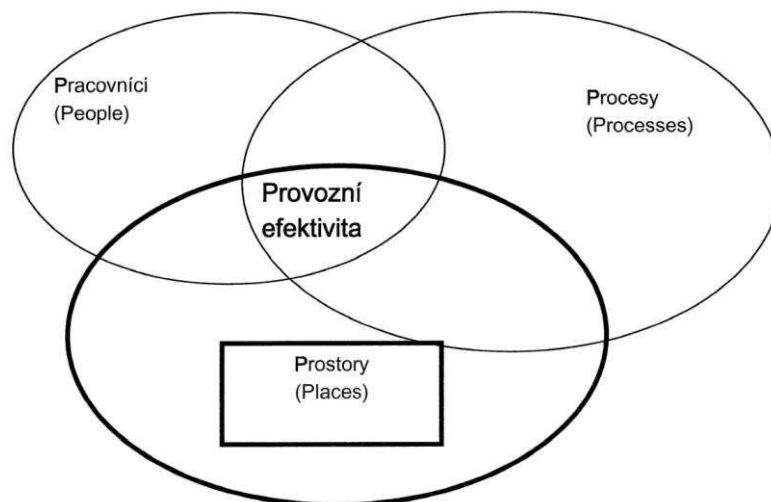 Pracovníci
(People)
Procesy
(Processes)
Provozní
efektivita
Prostory
(Places)